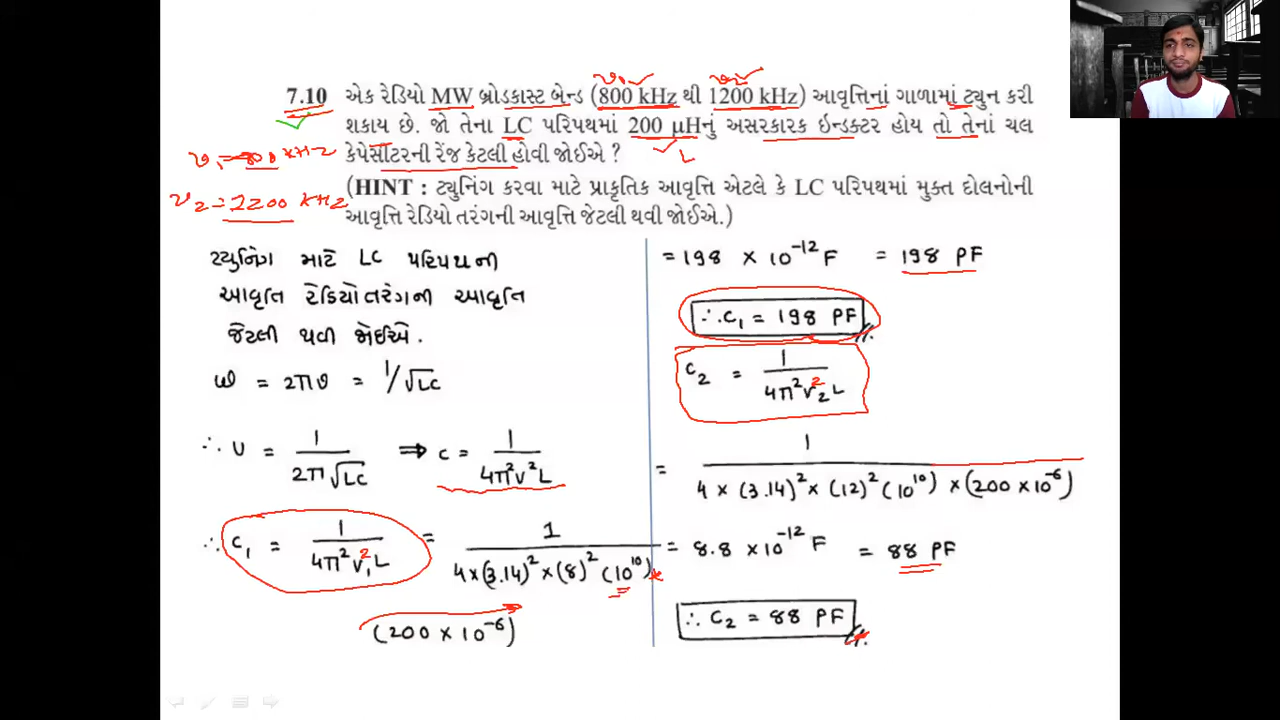 7.10 એક રેડિયો MW બ્રોડકાસ્ટ બેન્ડ (800 kHz થી 1200 kHz) આવૃત્તિનાં ગાળામાં ટ્યુન કરી
શકાય છે. જો તેના LC પરિપથમાં 200 μHનું અસરકારક ઇન્ડક્ટર હોય તો તેનાં ચલ
કેપેસીટરની રેંજ કેટલી હોવી જોઈએ ?
(HINT : ટ્યુનિંગ કરવા માટે પ્રાકૃતિક આવૃત્તિ એટલે કે LC પરિપથમાં મુક્ત દોલનોની
આવૃત્તિ રેડિયો તરંગની આવૃત્તિ જેટલી થવી જોઈએ.)
ν₁ = 800 kHz
ν₂ = 1200 kHz
L
ટ્યુનિંગ માટે LC પરિપથની
આવૃત્તિ રેડિયોતરંગની આવૃત્તિ
જેટલી થવી જોઈએ.
ω = 2πν = 1/√LC
∴ υ = 1 / 2π√LC ⇒ C = 1 / 4π²ν²L
∴ C₁ = 1 / 4π²ν₁²L = 1 / 4×(3.14)²×(8)²(10¹⁰)×
(200 × 10⁻⁶)
= 198 × 10⁻¹² F = 198 PF
∴ C₁ = 198 PF
C₂ = 1 / 4π²ν₂²L
= 1 / 4 × (3.14)² × (12)² (10¹⁰) × (200 × 10⁻⁶)
= 8.8 × 10⁻¹² F = 88 PF
∴ C₂ = 88 PF